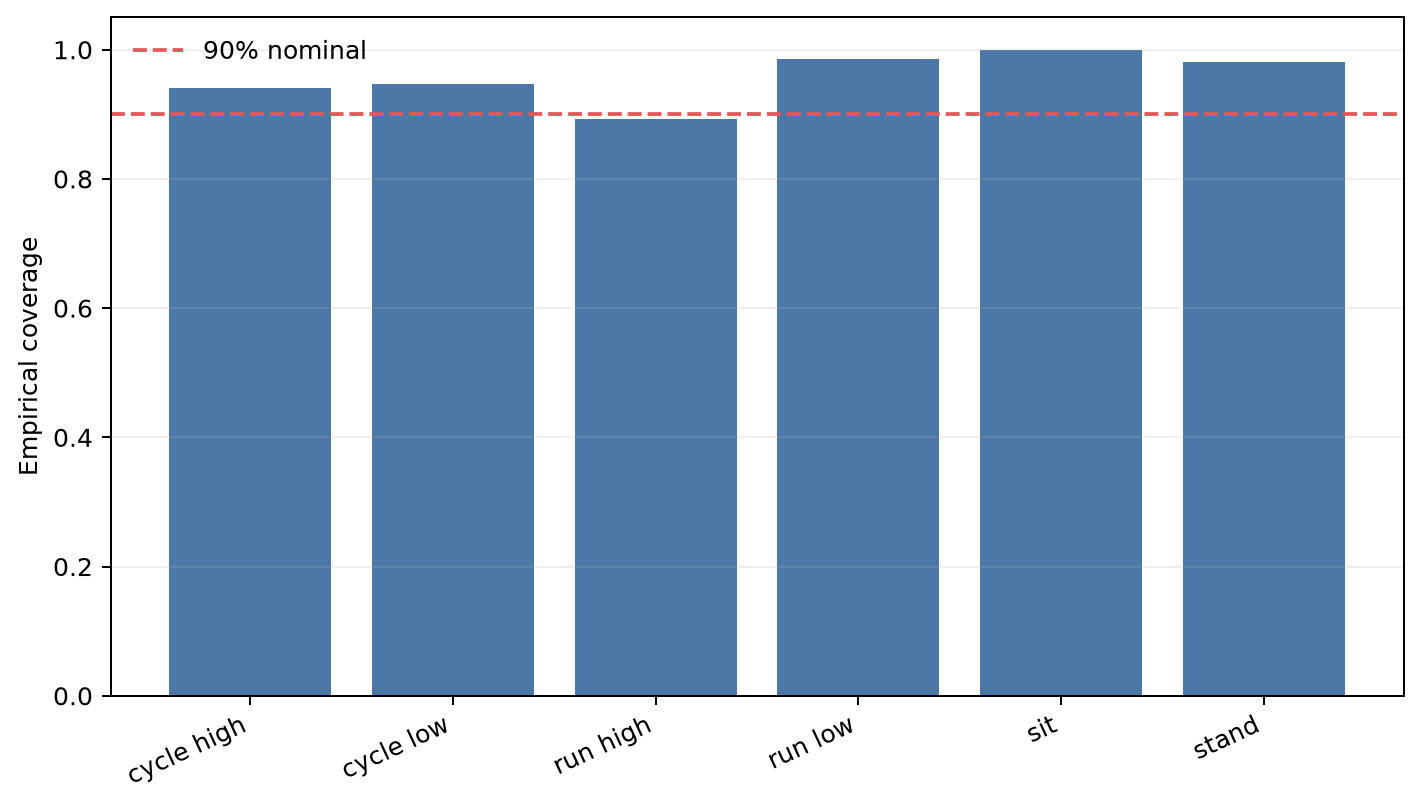 90% nominal
Empirical coverage
1.0
0.8
0.6
0.4
0.2
0.0
cycle high
cycle low
run high
run low
sit
stand